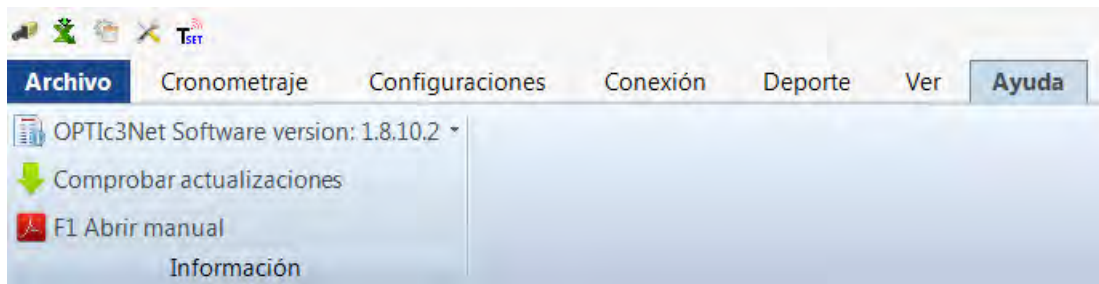 TSET
Archivo Cronometraje Configuraciones Conexión Deporte Ver Ayuda
OPTIc3Net Software version: 1.8.10.2
Comprobar actualizaciones
F1 Abrir manual
Información